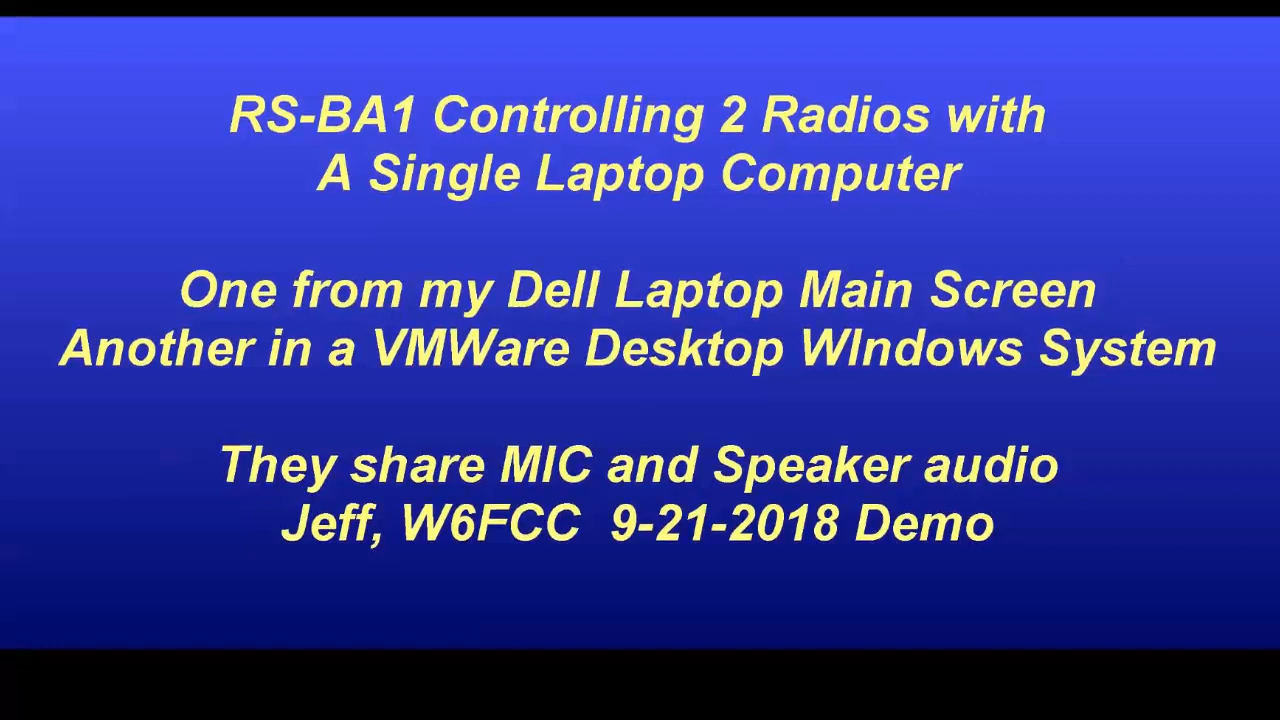 RS-BA1 Controlling 2 Radios with
A Single Laptop Computer
One from my Dell Laptop Main Screen
Another in a VMWare Desktop WIndows System
They share MIC and Speaker audio
Jeff, W6FCC  9-21-2018 Demo